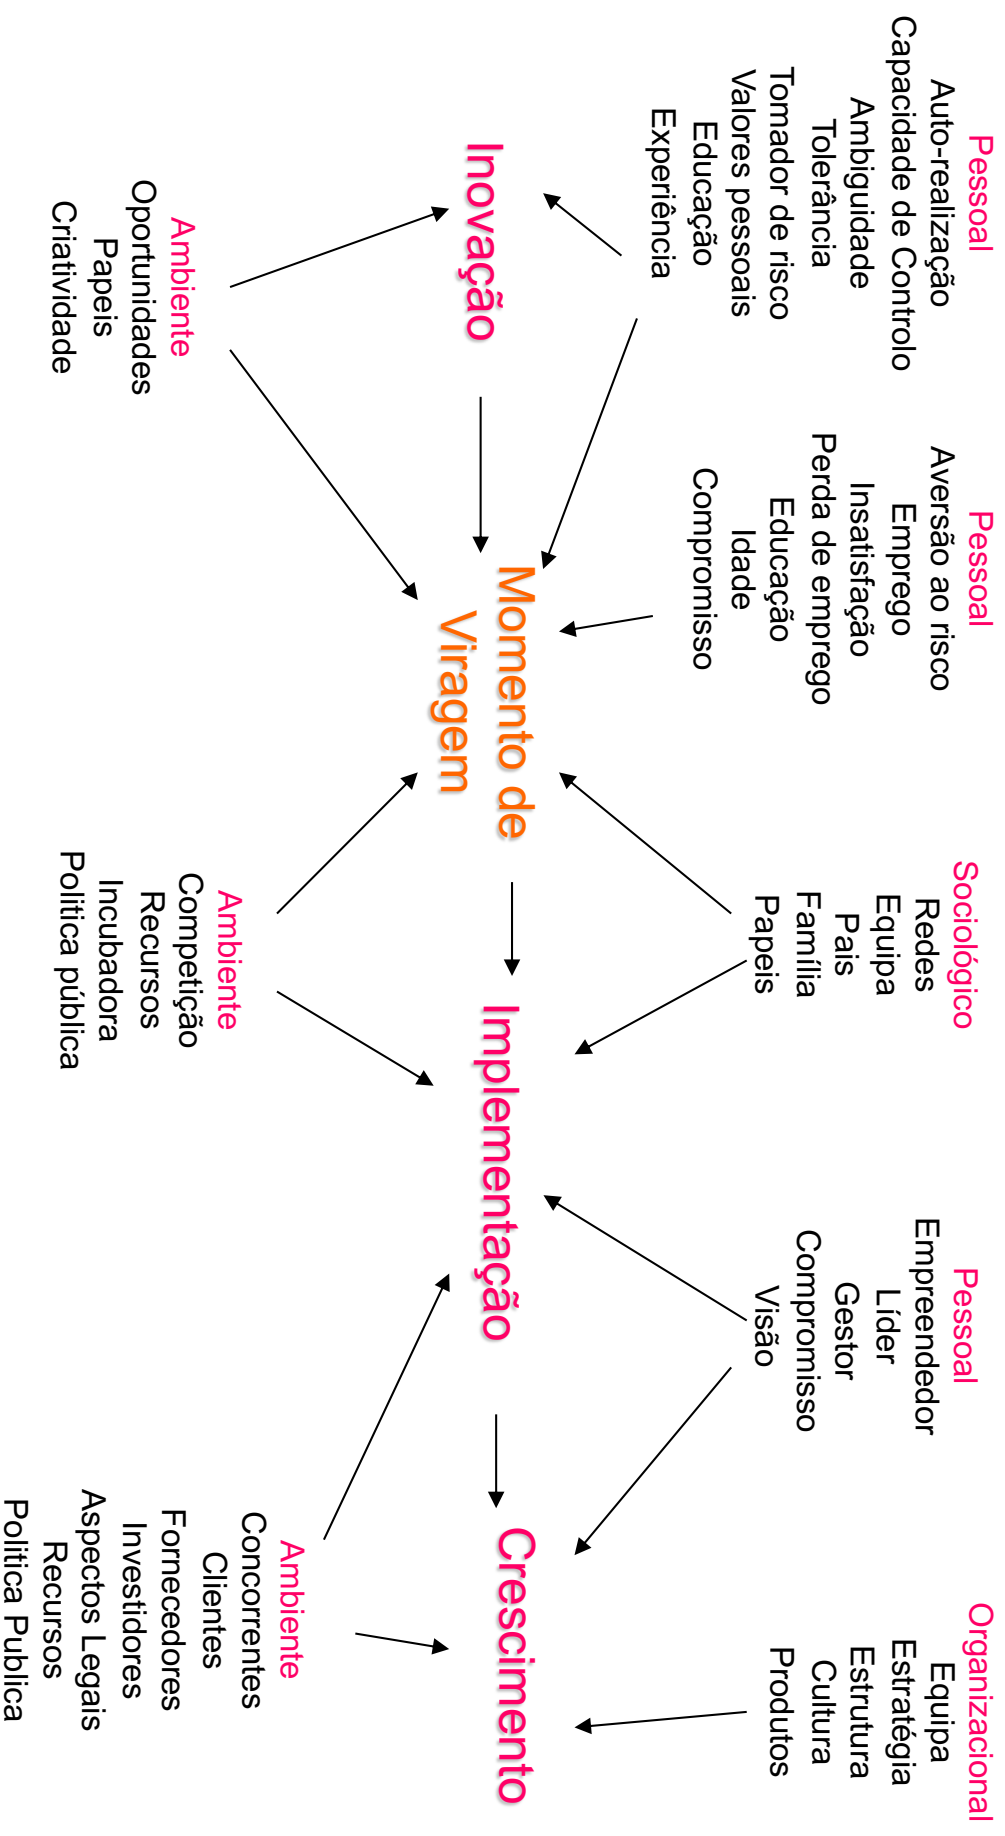 Pessoal
Auto-realização
Capacidade de Controlo
Ambiguidade
Tolerância
Tomador de risco
Valores pessoais
Educação
Experiência
Pessoal
Aversão ao risco
Emprego
Insatisfação
Perda de emprego
Educação
Idade
Compromisso
Sociológico
Redes
Equipa
Pais
Família
Papeis
Pessoal
Empreendedor
Líder
Gestor
Compromisso
Visão
Organizacional
Equipa
Estratégia
Estrutura
Cultura
Produtos
Inovação
Momento de
Viragem
Implementação
Crescimento
Ambiente
Oportunidades
Papeis
Criatividade
Ambiente
Competição
Recursos
Incubadora
Politica pública
Ambiente
Concorrentes
Clientes
Fornecedores
Investidores
Aspectos Legais
Recursos
Politica Publica